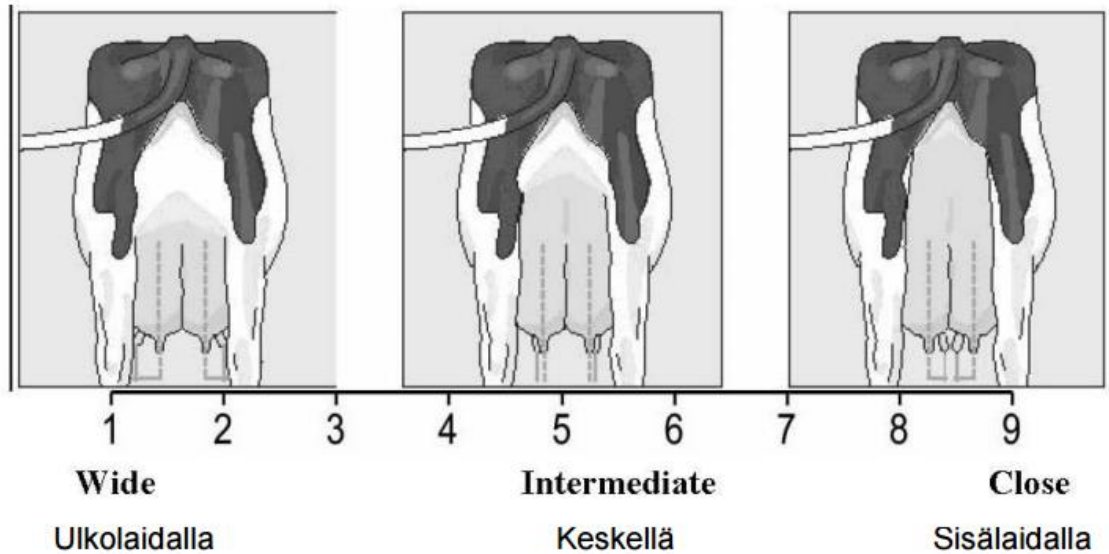 1 2 3 4 5 6 7 8 9
Wide Intermediate Close
Ulkolaidalla Keskellä Sisälaidalla